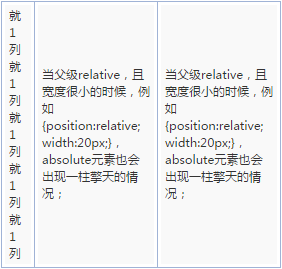 就
1
列
就
1
列
就
1
列
就
1
列
就
1
列
当父级relative，且
宽度很小的时候，例
如
{position:relative;
width:20px;}，
absolute元素也会
出现一柱擎天的情
况；
当父级relative，且
宽度很小的时候，例
如
{position:relative;
width:20px;}，
absolute元素也会
出现一柱擎天的情
况；